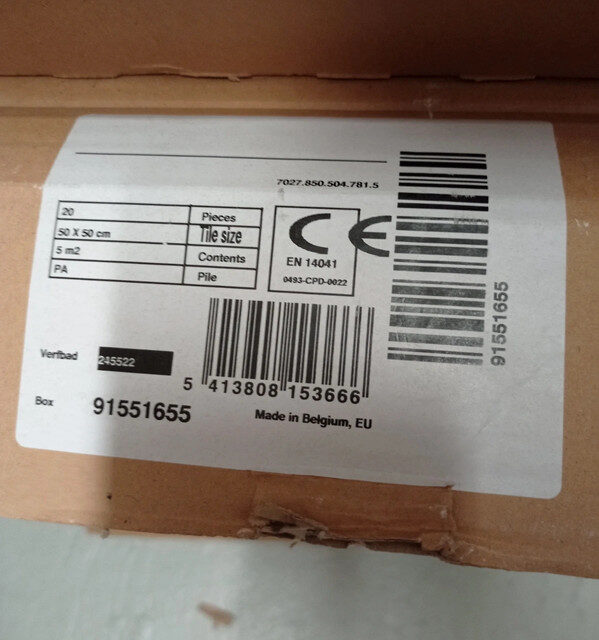 7027.850.504.781.5
20 Pieces
50 X 50 cm Tile size
5 m2 Contents
PA Pile
CE
EN 14041
0493-CPD-0022
91551655
Verfbad 245522
5 413808 153666
Box 91551655
Made in Belgium, EU